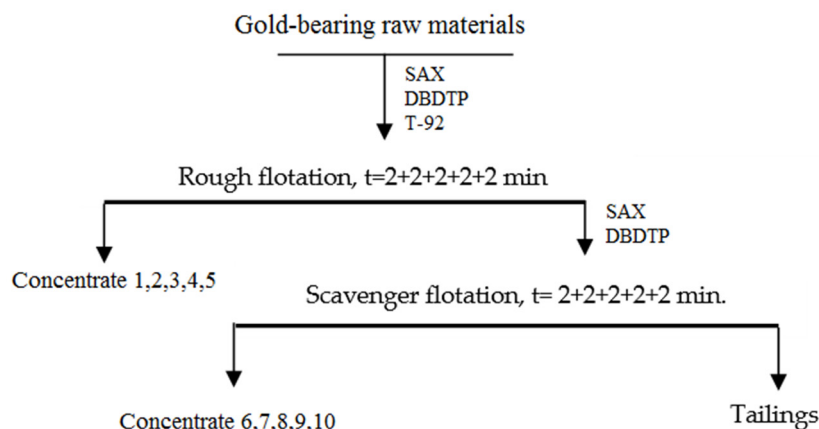 Gold-bearing raw materials
SAX
DBDTP
T-92
Rough flotation, t=2+2+2+2+2 min
SAX
DBDTP
Concentrate 1,2,3,4,5
Scavenger flotation, t= 2+2+2+2+2 min.
Concentrate 6,7,8,9,10
Tailings